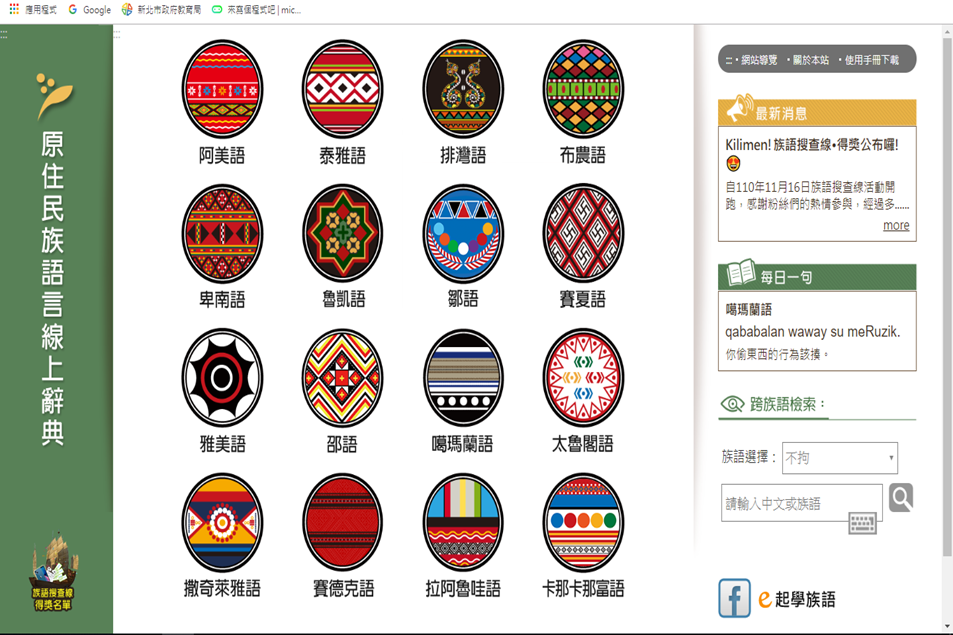 應用程式 Google 新北市政府教育局 來寫個程式吧 | mic...
原住民族語言線上辭典
族語搜查線
得獎名單
阿美語 泰雅語 排灣語 布農語
卑南語 魯凱語 鄒語 賽夏語
雅美語 邵語 噶瑪蘭語 太魯閣語
撒奇萊雅語 賽德克語 拉阿魯哇語 卡那卡那富語
::: • 網站導覽 • 關於本站 • 使用手冊下載
最新消息
Kilimen! 族語搜查線•得獎公布囉!
😍
自110年11月16日族語搜查線活動開
跑，感謝粉絲們的熱情參與，經過多......
more
每日一句
噶瑪蘭語
qababalan waway su meRuzik.
你偷東西的行為該揍。
跨族語檢索：
族語選擇： 不拘
請輸入中文或族語
f e起學族語